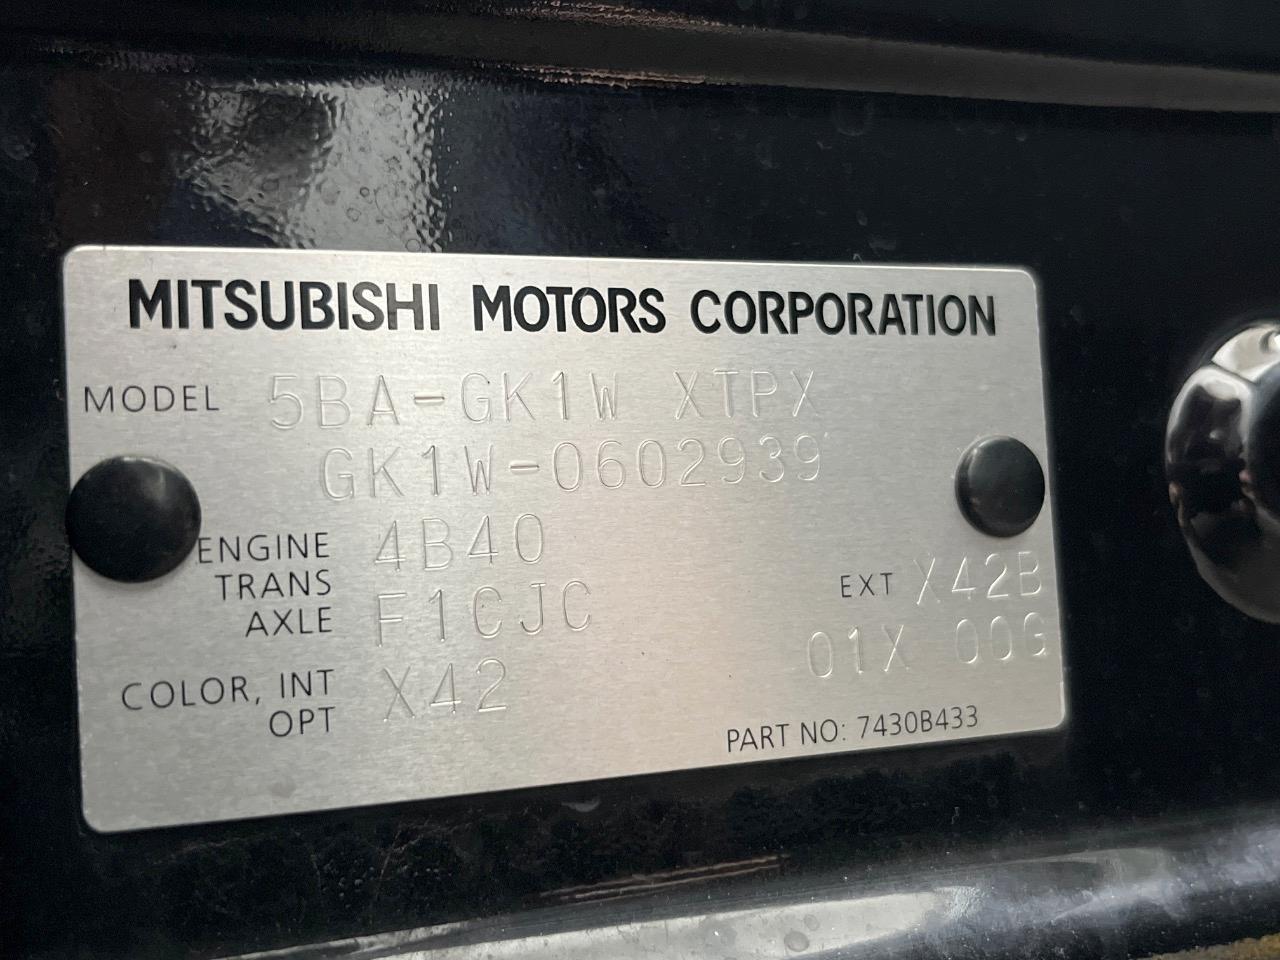 MITSUBISHI MOTORS CORPORATION
MODEL 5BA-GK1W XTPX
GK1W-0602939
ENGINE 4B40
TRANS
AXLE F1CJC
EXT X42B
COLOR, INT X42
OPT
01X 00G
PART NO: 7430B433